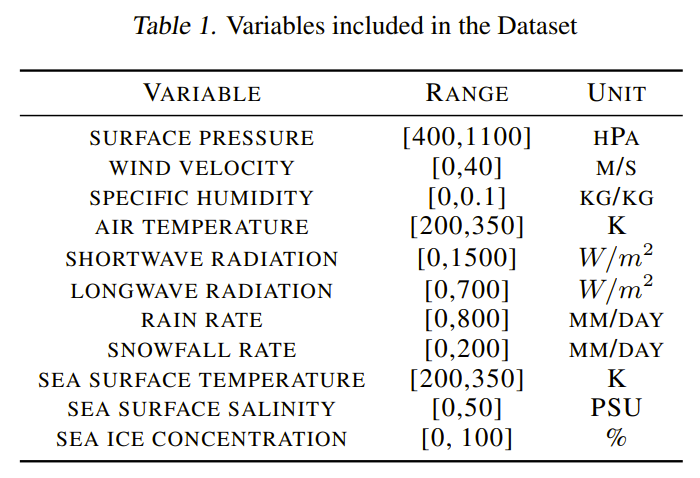 Table 1. Variables included in the Dataset
VARIABLE RANGE UNIT
SURFACE PRESSURE [400,1100] HPA
WIND VELOCITY [0,40] M/S
SPECIFIC HUMIDITY [0,0.1] KG/KG
AIR TEMPERATURE [200,350] K
SHORTWAVE RADIATION [0,1500] W/m²
LONGWAVE RADIATION [0,700] W/m²
RAIN RATE [0,800] MM/DAY
SNOWFALL RATE [0,200] MM/DAY
SEA SURFACE TEMPERATURE [200,350] K
SEA SURFACE SALINITY [0,50] PSU
SEA ICE CONCENTRATION [0, 100] %